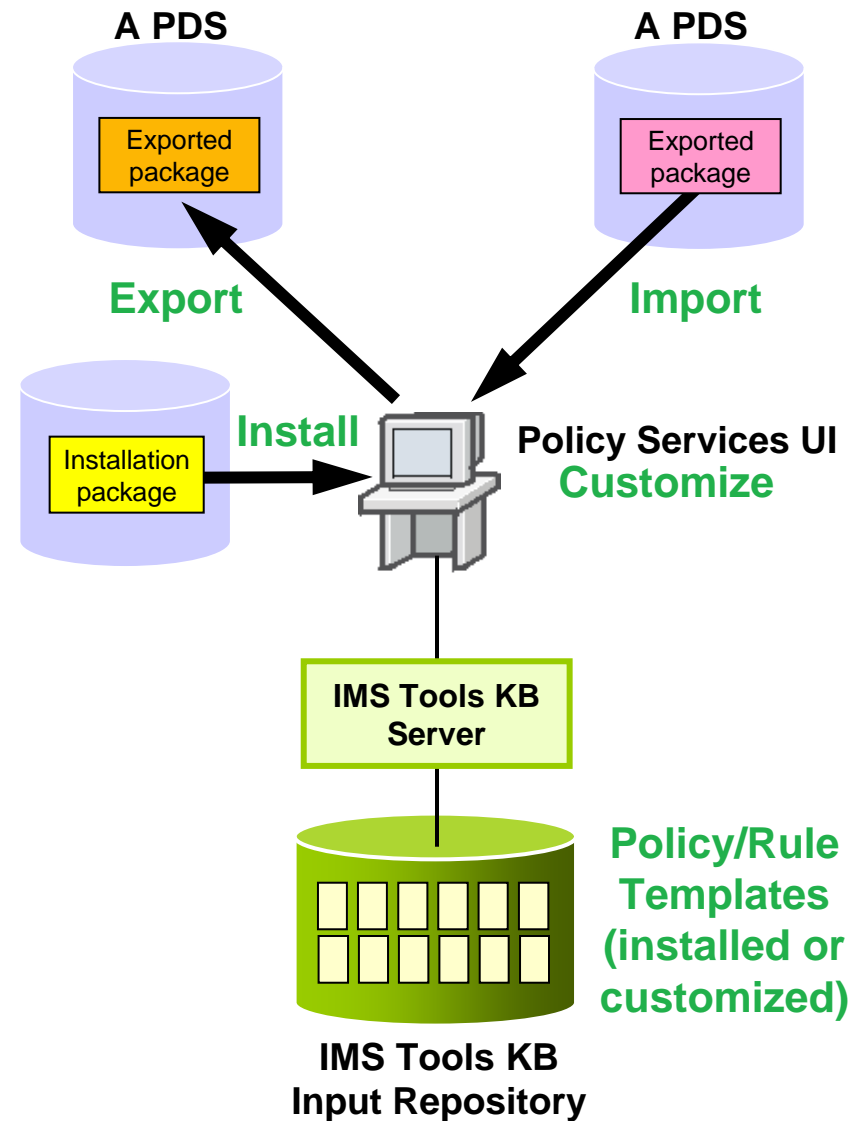 A PDS
A PDS
Exported
package
Exported
package
Export
Import
Install
Installation
package
Policy Services UI
Customize
IMS Tools KB
Server
Policy/Rule
Templates
(installed or
customized)
IMS Tools KB
Input Repository